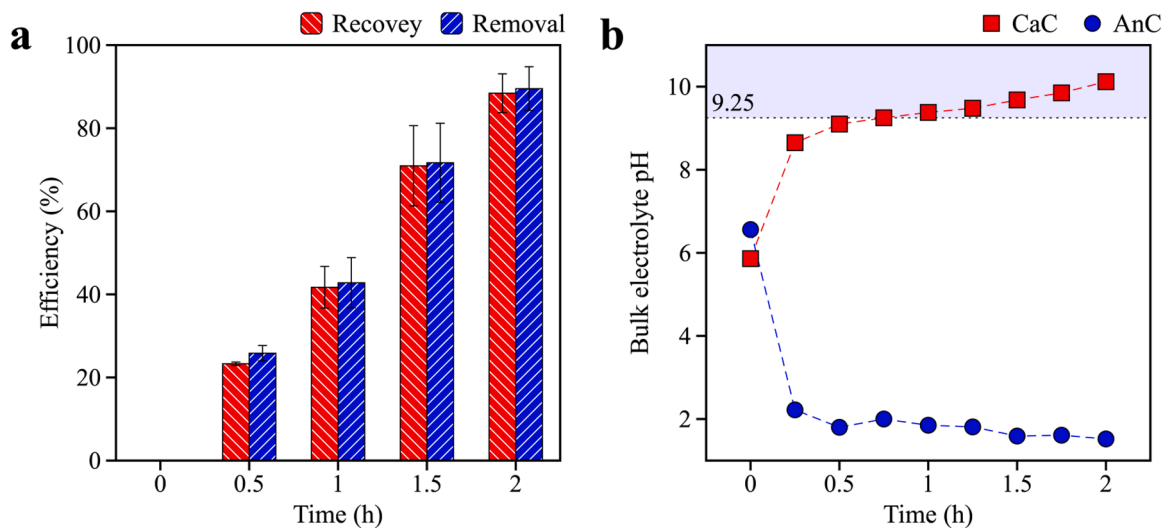 a
Recovey Removal
100
80
60
40
20
0
Efficiency (%)
0 0.5 1 1.5 2
Time (h)
b
CaC AnC
10
8
6
4
2
9.25
Bulk electrolyte pH
0 0.5 1 1.5 2
Time (h)